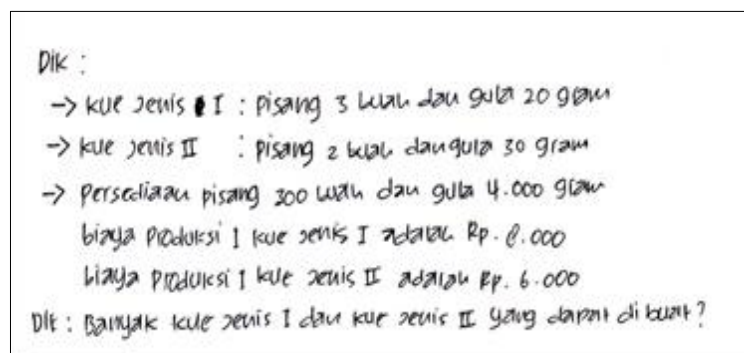 Dik :
-> kue jenis I : pisang 3 buah dan gula 20 gram
-> kue jenis II : pisang 2 buah dan gula 30 gram
-> Persediaan pisang 300 buah dan gula 4.000 gram
biaya produksi 1 kue jenis I adalah Rp. 8.000
biaya produksi 1 kue jenis II adalah Rp. 6.000
Dit : Banyak kue jenis I dan kue jenis II yang dapat di buat?